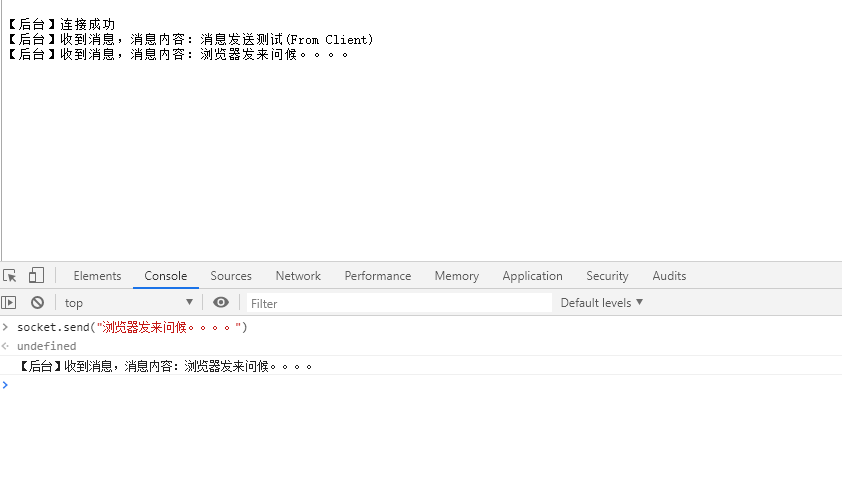 【后台】连接成功
【后台】收到消息，消息内容：消息发送测试(From Client)
【后台】收到消息，消息内容：浏览器发来问候。。。。
Elements Console Sources Network Performance Memory Application Security Audits
top Filter Default levels
socket.send("浏览器发来问候。。。。")
undefined
【后台】收到消息，消息内容：浏览器发来问候。。。。